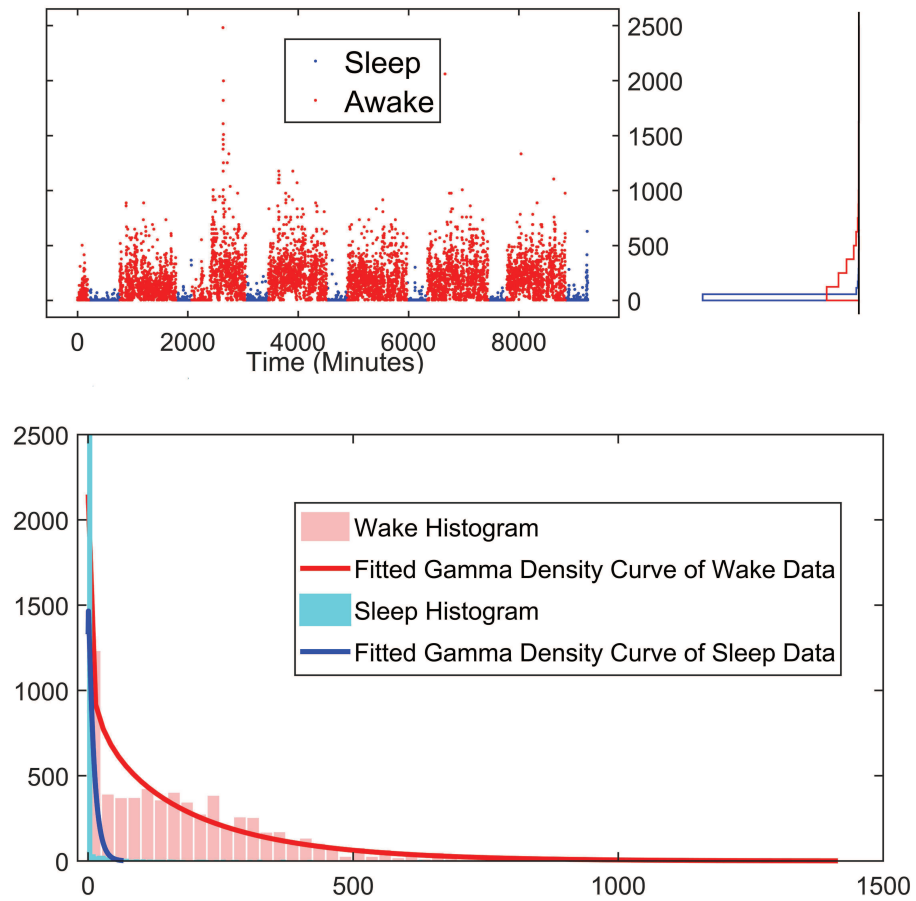 2500
Sleep
2000
Awake
1500
1000
500
0
0 2000 4000 6000 8000
Time (Minutes)
2500
Wake Histogram
2000
Fitted Gamma Density Curve of Wake Data
1500
Sleep Histogram
Fitted Gamma Density Curve of Sleep Data
1000
500
0
0 500 1000 1500